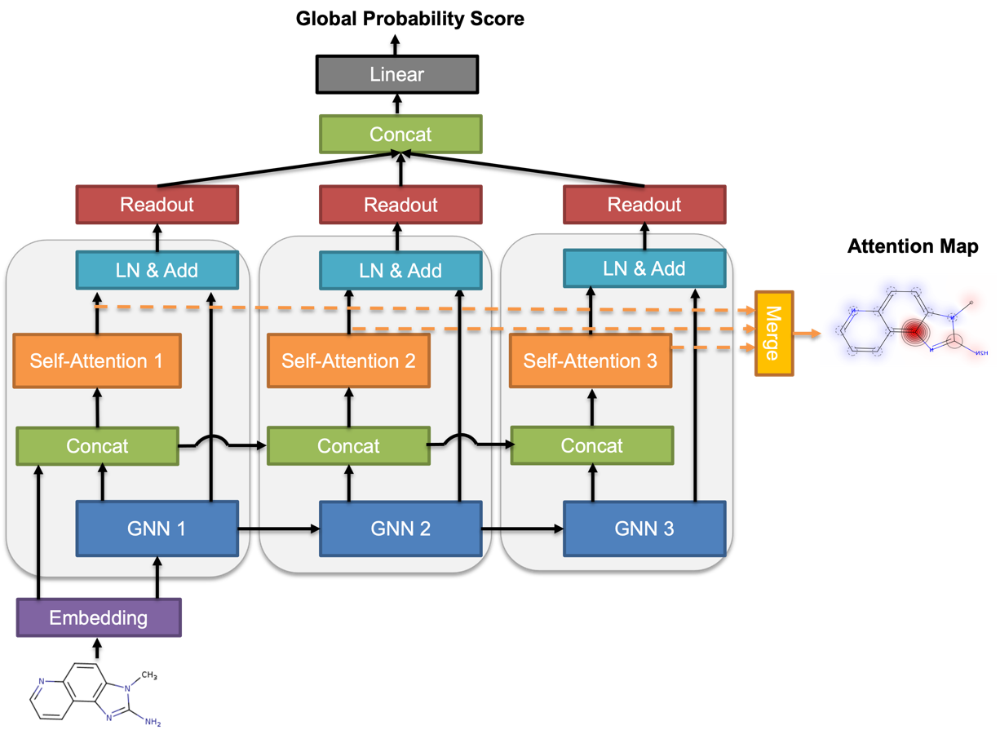 Global Probability Score
Linear
Concat
Readout
Readout
Readout
LN & Add
LN & Add
LN & Add
Attention Map
Merge
Self-Attention 1
Self-Attention 2
Self-Attention 3
Concat
Concat
Concat
GNN 1
GNN 2
GNN 3
Embedding
N
CH₃
N
N
NH₂